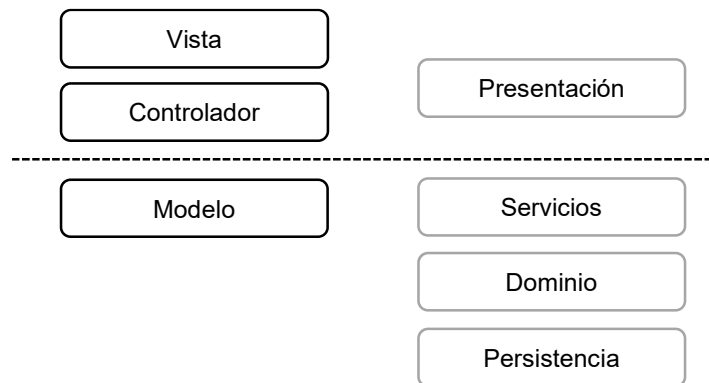 Vista
Controlador
Presentación
Modelo
Servicios
Dominio
Persistencia